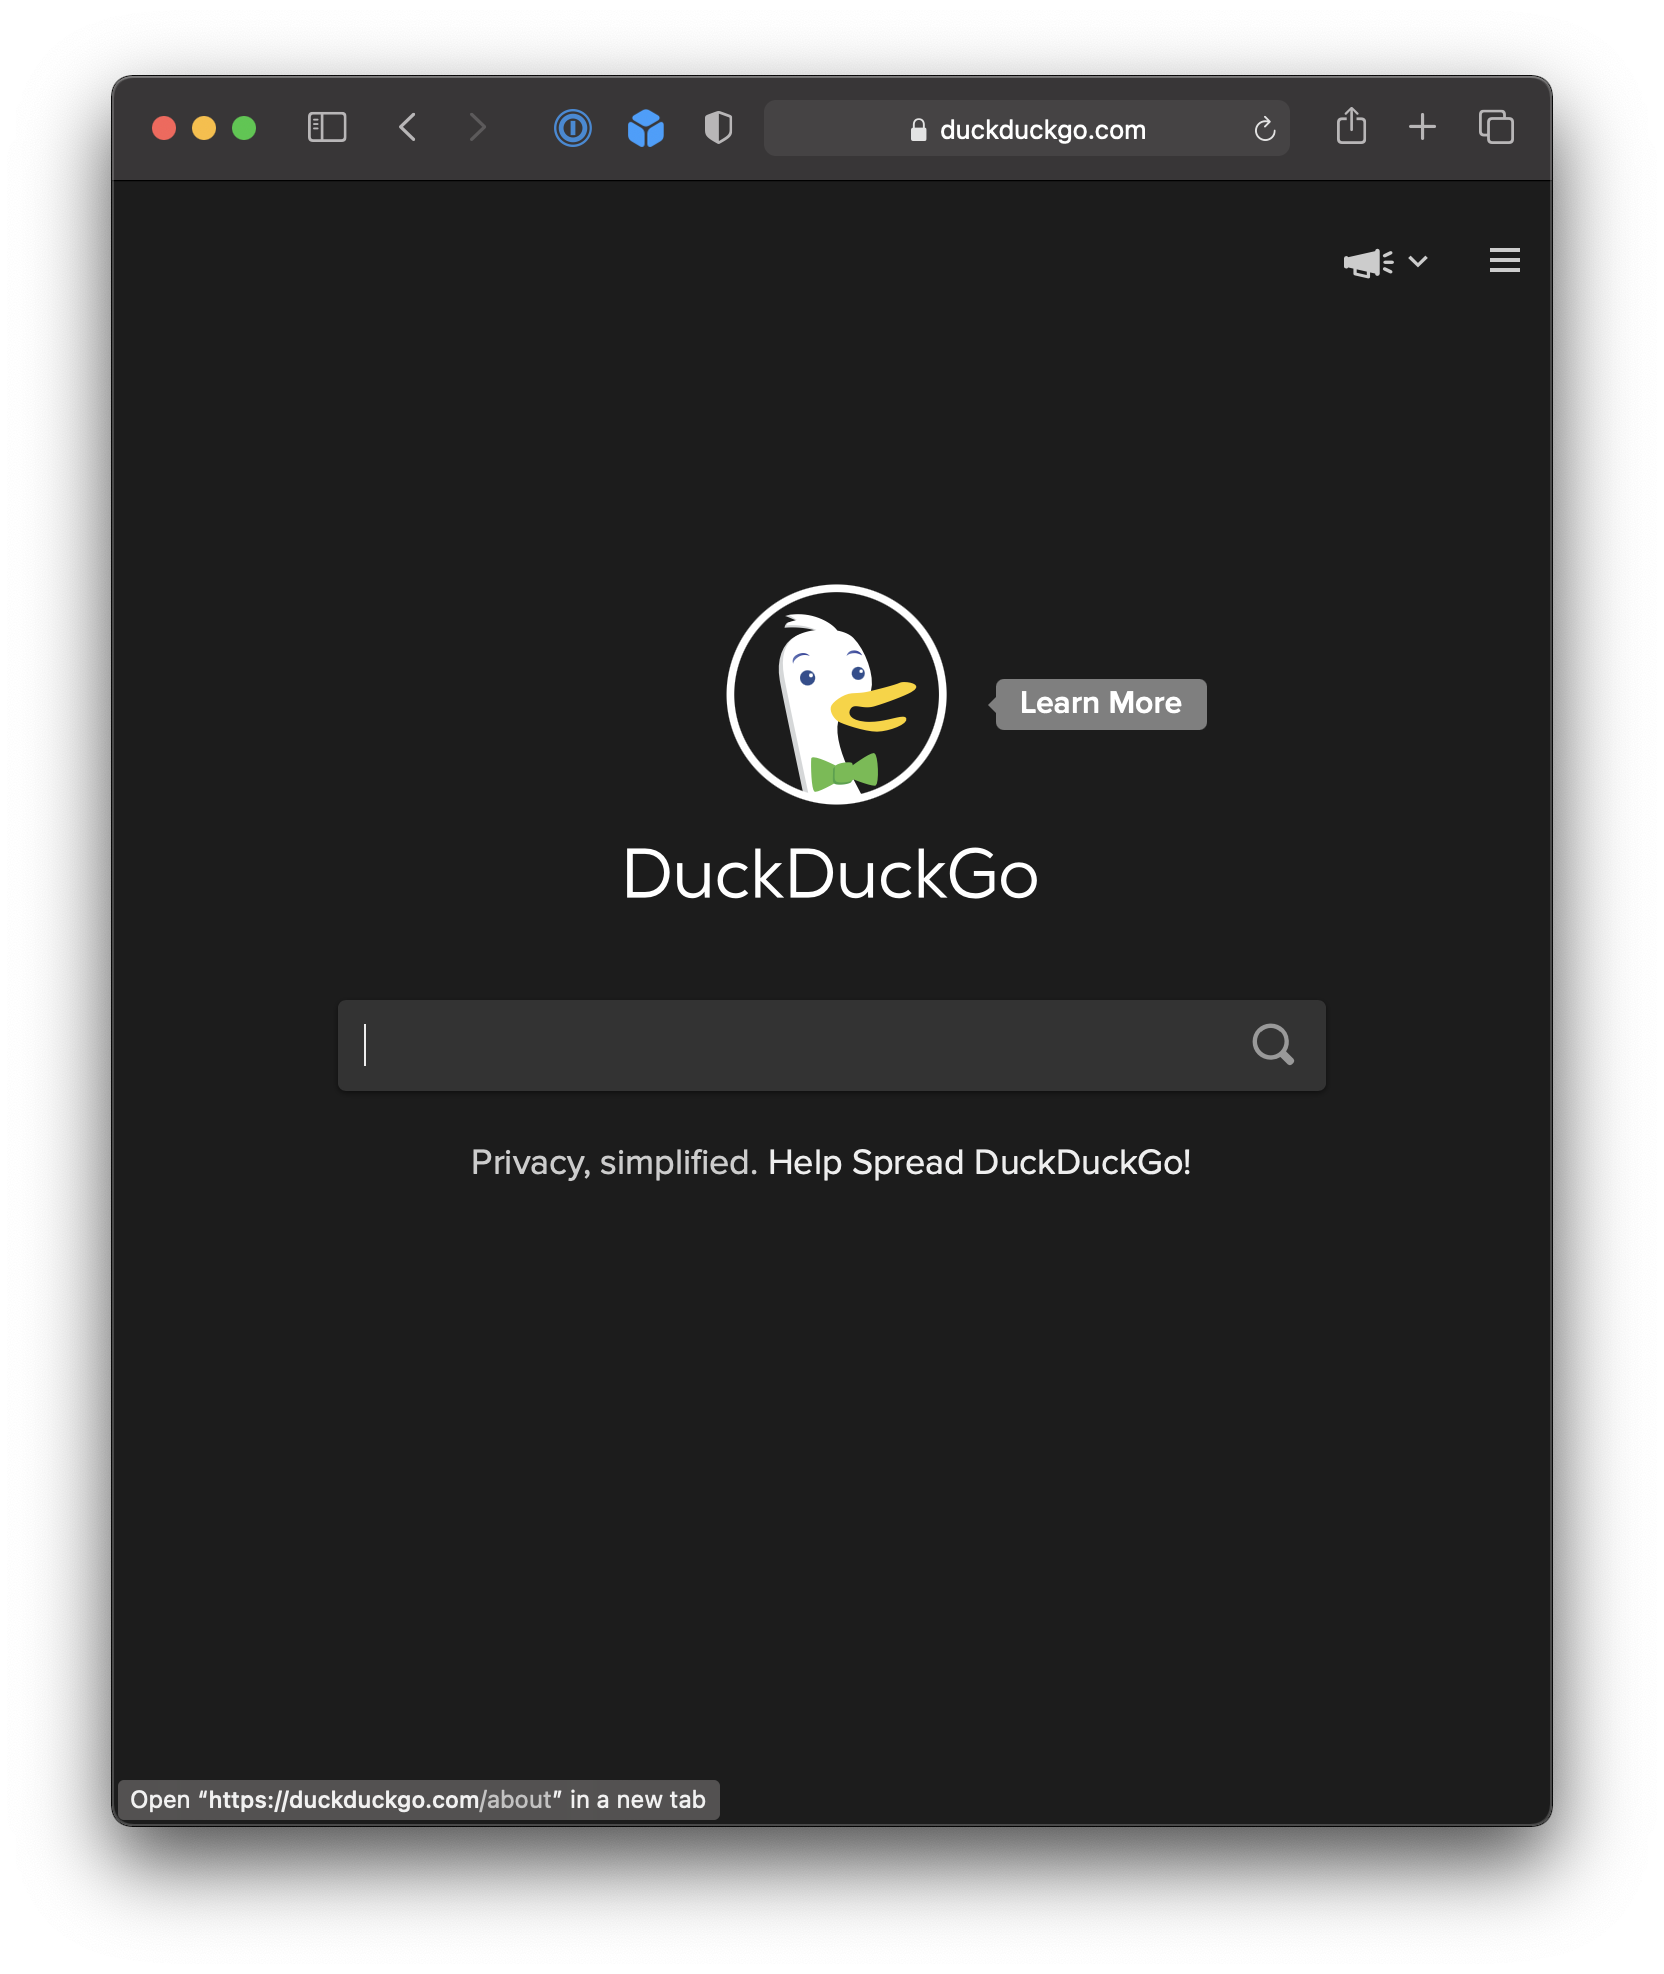 duckduckgo.com
Learn More
DuckDuckGo
Privacy, simplified. Help Spread DuckDuckGo!
Open “https://duckduckgo.com/about” in a new tab